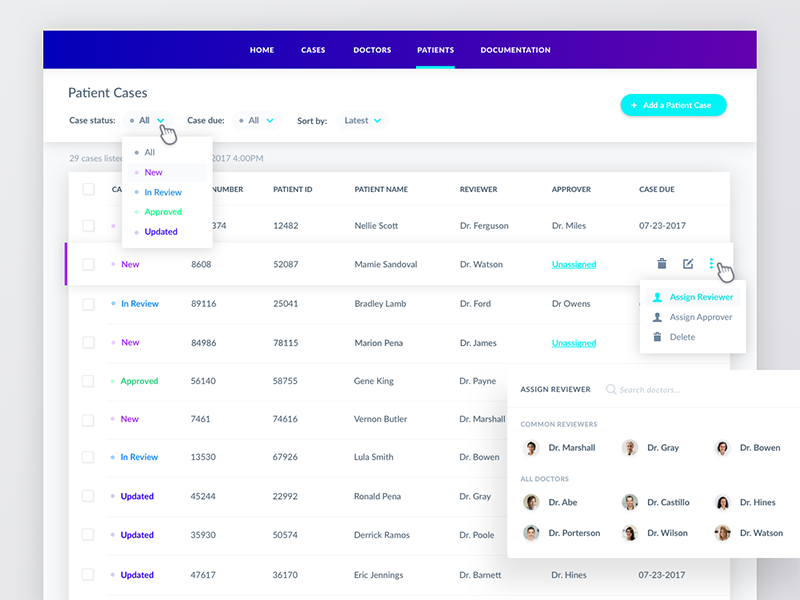 HOME CASES DOCTORS PATIENTS DOCUMENTATION
Patient Cases
Case status: All Case due: All Sort by: Latest
+ Add a Patient Case
29 cases listed 2017 4:00PM
All
New
In Review
Approved
Updated
CA NUMBER PATIENT ID PATIENT NAME REVIEWER APPROVER CASE DUE
374 12482 Nellie Scott Dr. Ferguson Dr. Miles 07-23-2017
New 8608 52087 Mamie Sandoval Dr. Watson Unassigned
Assign Reviewer
Assign Approver
Delete
In Review 89116 25041 Bradley Lamb Dr. Ford Dr Owens
New 84986 78115 Marion Pena Dr. James Unassigned
Approved 56140 58755 Gene King Dr. Payne
New 7461 74616 Vernon Butler Dr. Marshall
In Review 13530 67926 Lula Smith Dr. Bowen
Updated 45244 22992 Ronald Pena Dr. Gray
Updated 35930 50574 Derrick Ramos Dr. Poole
Updated 47617 36170 Eric Jennings Dr. Barnett Dr. Hines 07-23-2017
ASSIGN REVIEWER Search doctors...
COMMON REVIEWERS
Dr. Marshall Dr. Gray Dr. Bowen
ALL DOCTORS
Dr. Abe Dr. Castillo Dr. Hines
Dr. Porterson Dr. Wilson Dr. Watson